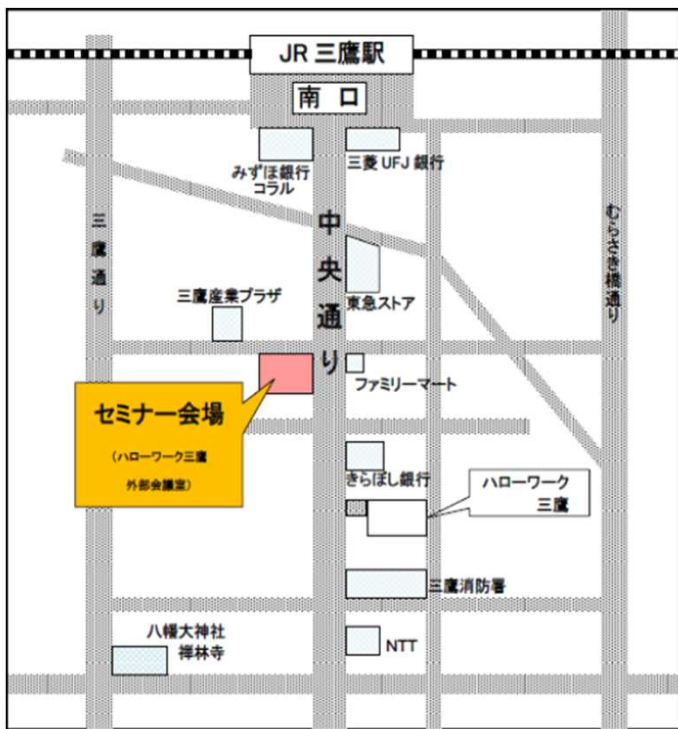 JR 三鷹駅
南 口
みずほ銀行
コラル
三菱 UFJ 銀行
中央通り
三鷹通り
むらさき橋通り
東急ストア
三鷹産業プラザ
ファミリーマート
セミナー会場
(ハローワーク三鷹
外部会議室)
きらぼし銀行
ハローワーク
三鷹
三鷹消防署
八幡大神社
禅林寺
NTT